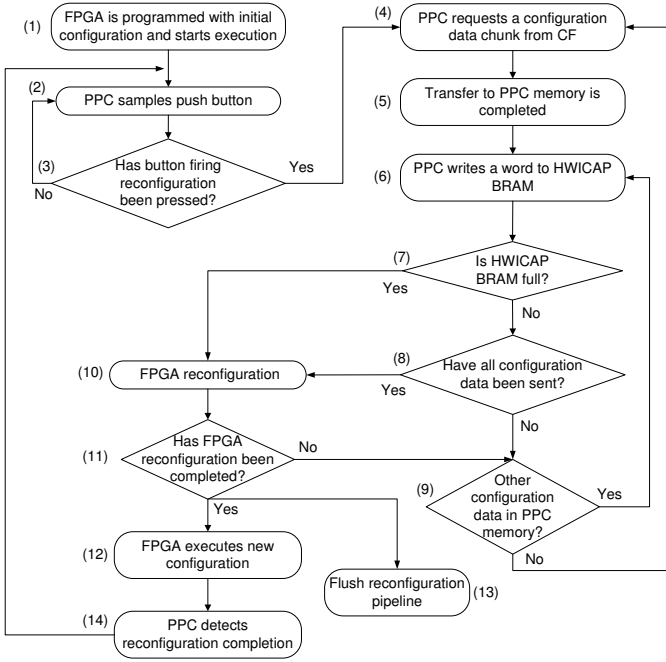 (1)
FPGA is programmed with initial
configuration and starts execution
(2)
PPC samples push button
(3)
Has button firing
reconfiguration
been pressed?
Yes
No
(4)
PPC requests a configuration
data chunk from CF
(5)
Transfer to PPC memory is
completed
(6)
PPC writes a word to HWICAP
BRAM
(7)
Is HWICAP
BRAM full?
Yes
No
(8)
Have all configuration
data been sent?
Yes
No
(10)
FPGA reconfiguration
(11)
Has FPGA
reconfiguration been
completed?
No
Yes
(9)
Other
configuration
data in PPC
memory?
Yes
No
(12)
FPGA executes new
configuration
Flush reconfiguration
pipeline
(13)
(14)
PPC detects
reconfiguration completion